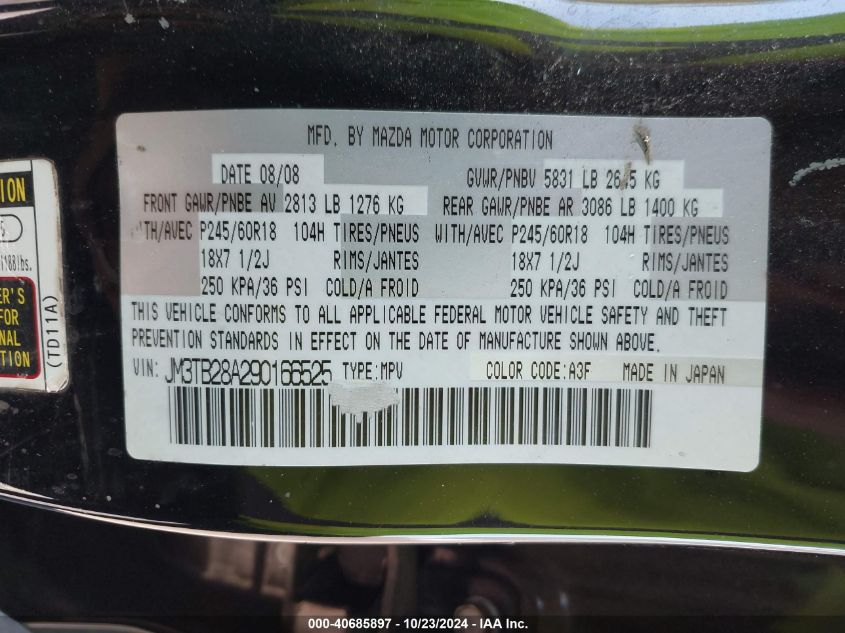 MFD. BY MAZDA MOTOR CORPORATION
DATE 08/08 GVWR/PNBV 5831 LB KG
FRONT GAWR/PNBE AV 2813 LB 1276 KG REAR GAWR/PNBE AR 3086 LB 1400 KG
WITH/AVEC P245/60R18 104H TIRES/PNEUS WITH/AVEC P245/60R18 104H TIRES/PNEUS
18X7 1/2J RIMS/JANTES 18X7 1/2J RIMS/JANTES
250 KPA/36 PSI COLD/A FROID 250 KPA/36 PSI COLD/A FROID
THIS VEHICLE CONFORMS TO ALL APPLICABLE FEDERAL MOTOR VEHICLE SAFETY AND THEFT
PREVENTION STANDARDS IN EFFECT ON THE DATE OF MANUFACTURE SHOWN ABOVE.
VIN: JM3TB28A290166525 TYPE:MPV COLOR CODE:A3F MADE IN JAPAN
(TD11A)
000-40685897 - 10/23/2024 - IAA Inc.